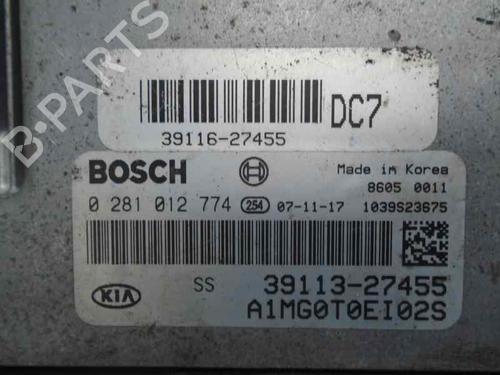 B-PARTS
39116-27455
DC7
BOSCH
Made in Korea
8605 0011
0 281 012 774 254 07-11-17 1039S23675
KIA
SS 39113-27455
A1MG0T0EI02S